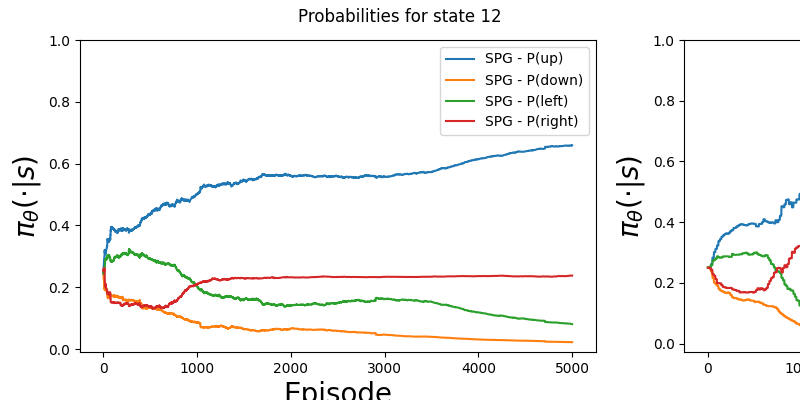 Probabilities for state 12
1.0
0.8
0.6
0.4
0.2
0.0
π_θ(·|s)
SPG - P(up)
SPG - P(down)
SPG - P(left)
SPG - P(right)
0 1000 2000 3000 4000 5000
Episode
1.0
0.8
0.6
0.4
0.2
0.0
π_θ(·|s)
0